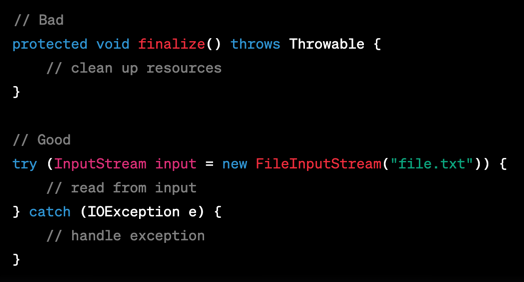 // Bad
protected void finalize() throws Throwable {
    // clean up resources
}

// Good
try (InputStream input = new FileInputStream("file.txt")) {
    // read from input
} catch (IOException e) {
    // handle exception
}